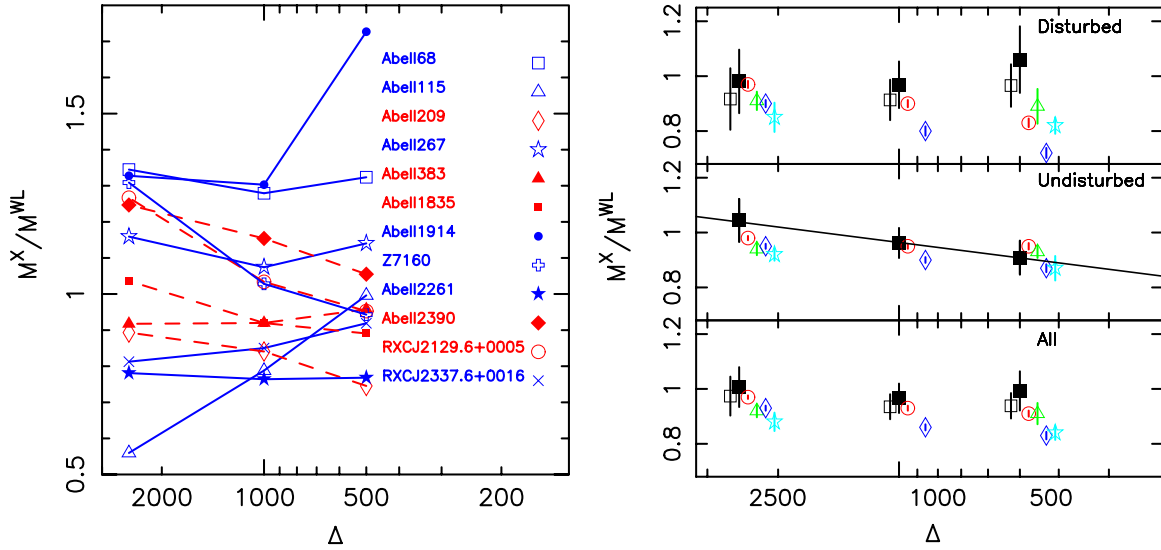 M^X/M^WL
1.5
1
0.5
2000 1000 500 200
Δ
Abell68
Abell115
Abell209
Abell267
Abell383
Abell1835
Abell1914
Z7160
Abell2261
Abell2390
RXCJ2129.6+0005
RXCJ2337.6+0016
M^X/M^WL
Disturbed
1.2
1
0.8
Undisturbed
1.2
1
0.8
All
1.2
1
0.8
2500 1000 500
Δ